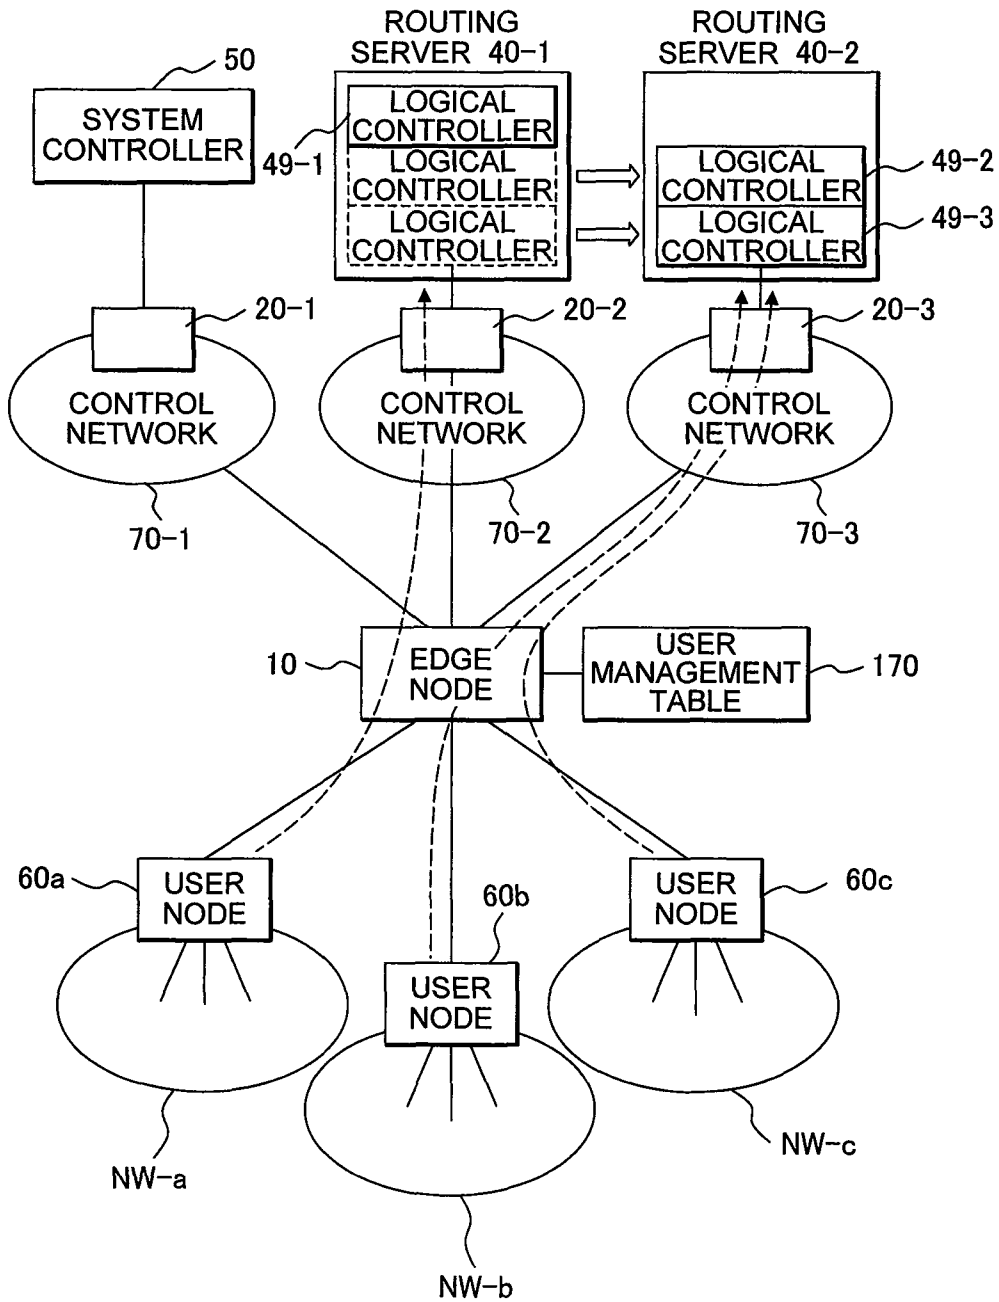 ROUTING
SERVER 40-1
ROUTING
SERVER 40-2
50
SYSTEM
CONTROLLER
LOGICAL
CONTROLLER
LOGICAL
CONTROLLER
LOGICAL
CONTROLLER
49-1
LOGICAL
CONTROLLER
LOGICAL
CONTROLLER
49-2
49-3
20-1
20-2
20-3
CONTROL
NETWORK
CONTROL
NETWORK
CONTROL
NETWORK
70-1
70-2
70-3
10
EDGE
NODE
USER
MANAGEMENT
TABLE
170
60a
USER
NODE
60b
USER
NODE
60c
USER
NODE
NW-a
NW-b
NW-c